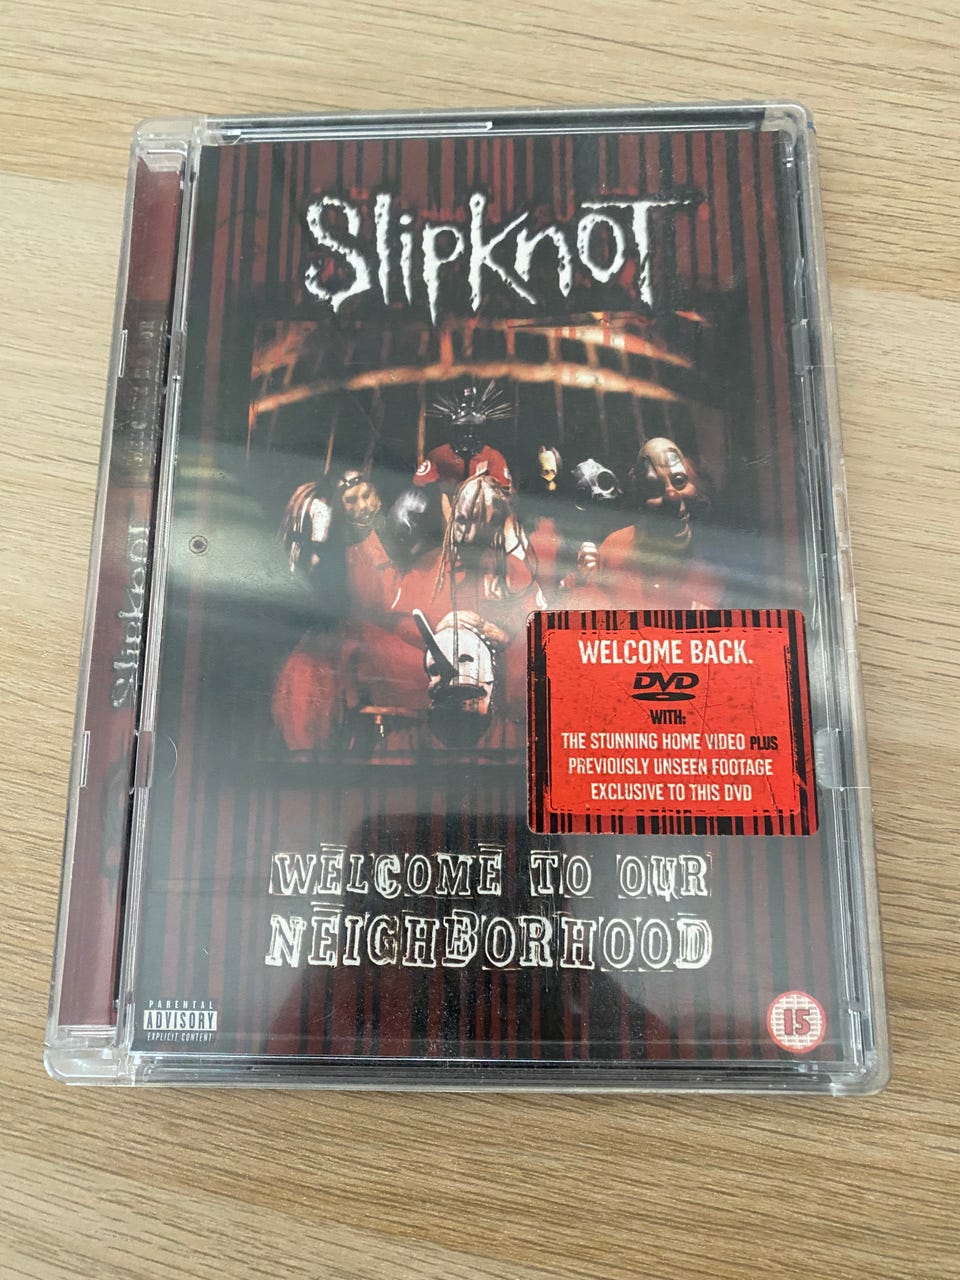 Slipknot
WELCOME BACK.
DVD
WITH:
THE STUNNING HOME VIDEO PLUS
PREVIOUSLY UNSEEN FOOTAGE
EXCLUSIVE TO THIS DVD
WELCOME TO OUR
NEIGHBORHOOD
PARENTAL
ADVISORY
EXPLICIT CONTENT
15
Slipknot